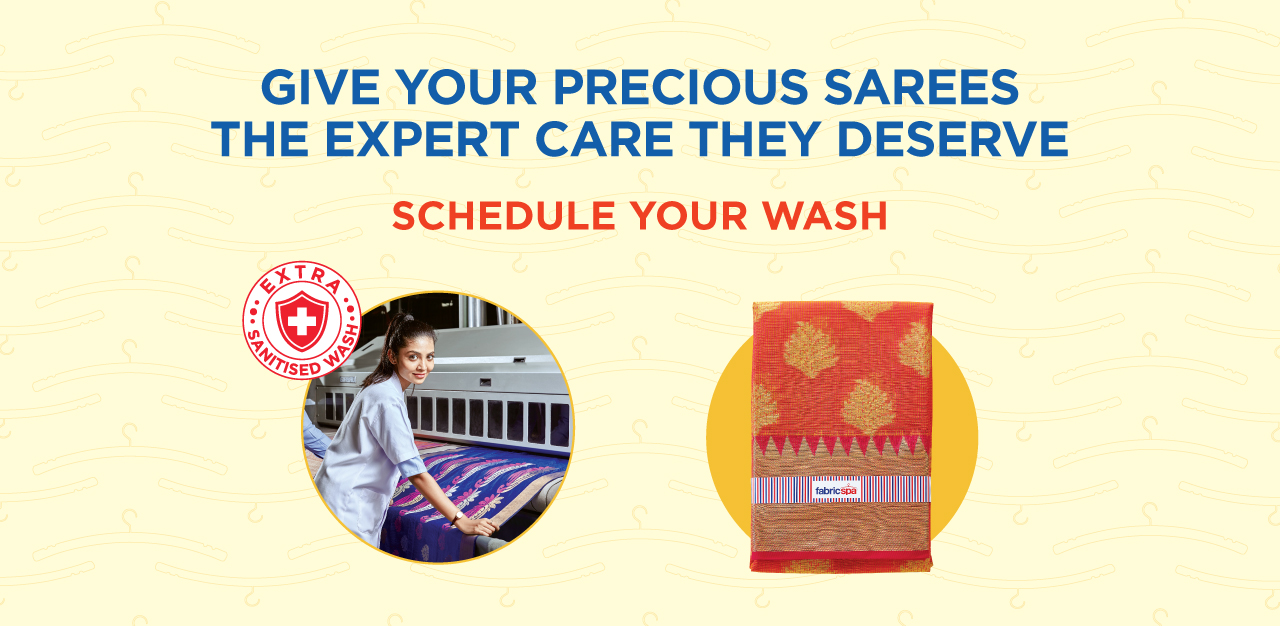 GIVE YOUR PRECIOUS SAREES
THE EXPERT CARE THEY DESERVE
SCHEDULE YOUR WASH
EXTRA
SANITISED WASH
fabricspa